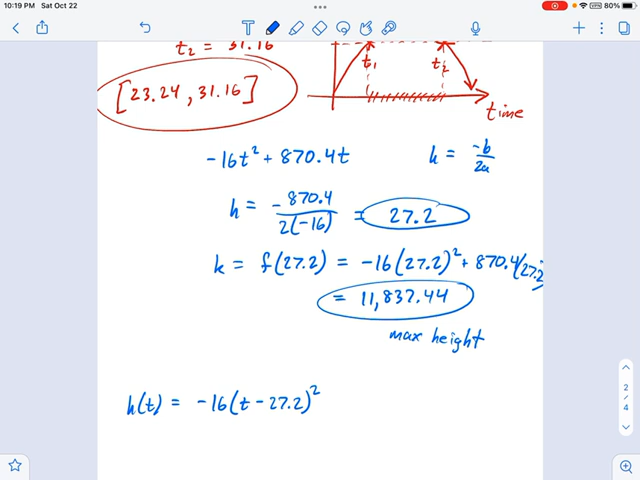 10:19 PM Sat Oct 22 80%
t₂ = 31.16
[23.24, 31.16]
t₁ t₂
time
-16t² + 870.4t h = -b/2a
h = -870.4/2(-16) = 27.2
k = f(27.2) = -16(27.2)² + 870.4(27.2)
= 11,837.44
max height
h(t) = -16(t - 27.2)²
2
/
4